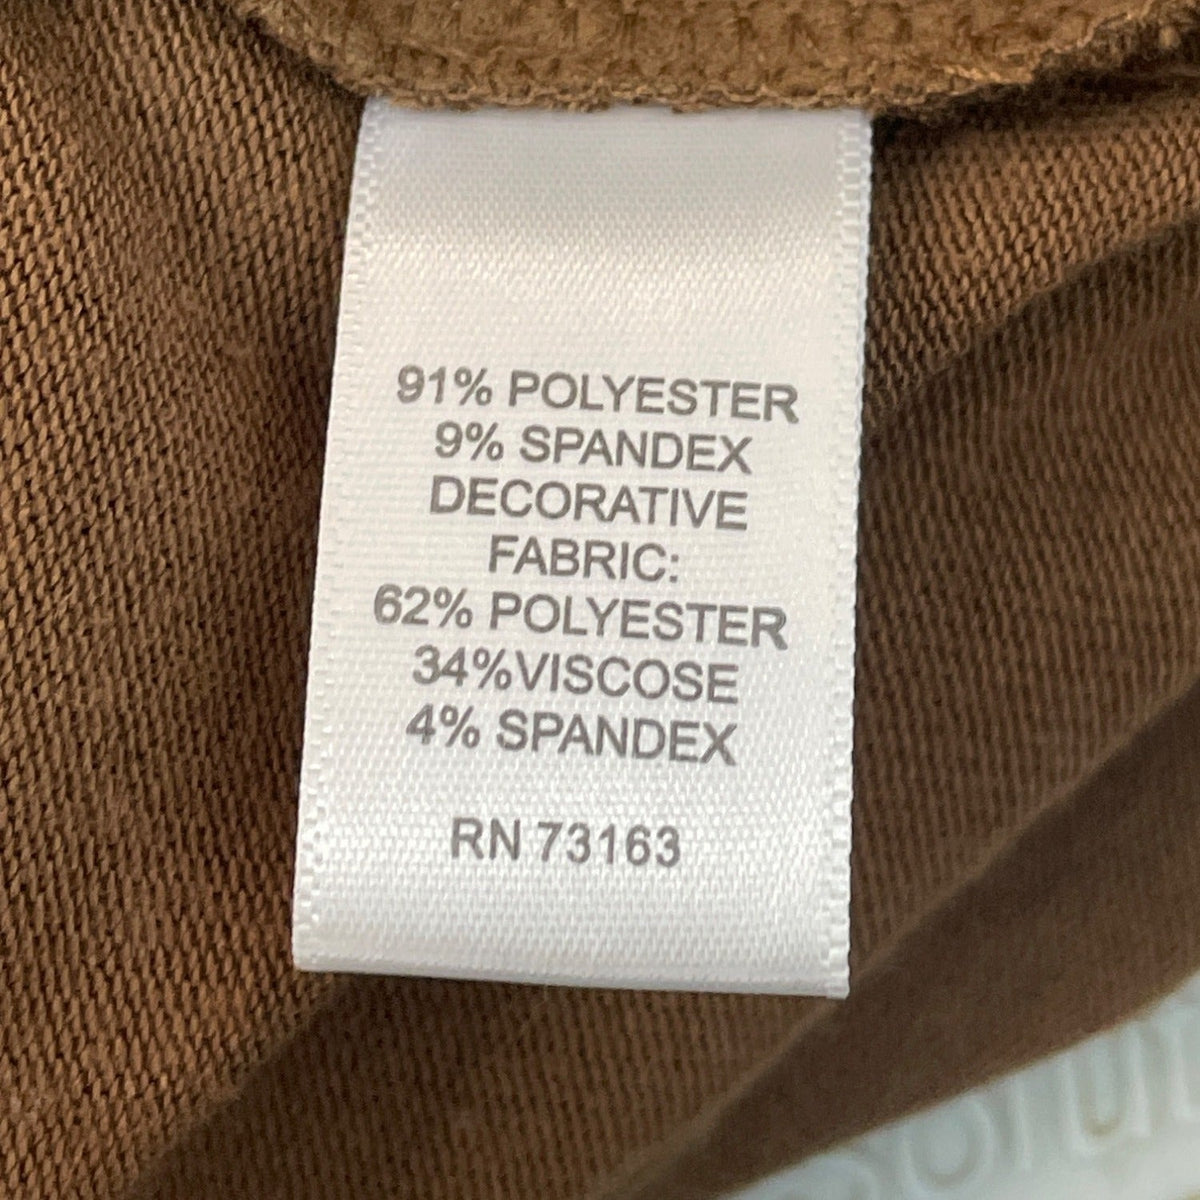 91% POLYESTER
9% SPANDEX
DECORATIVE
FABRIC:
62% POLYESTER
34%VISCOSE
4% SPANDEX
RN 73163